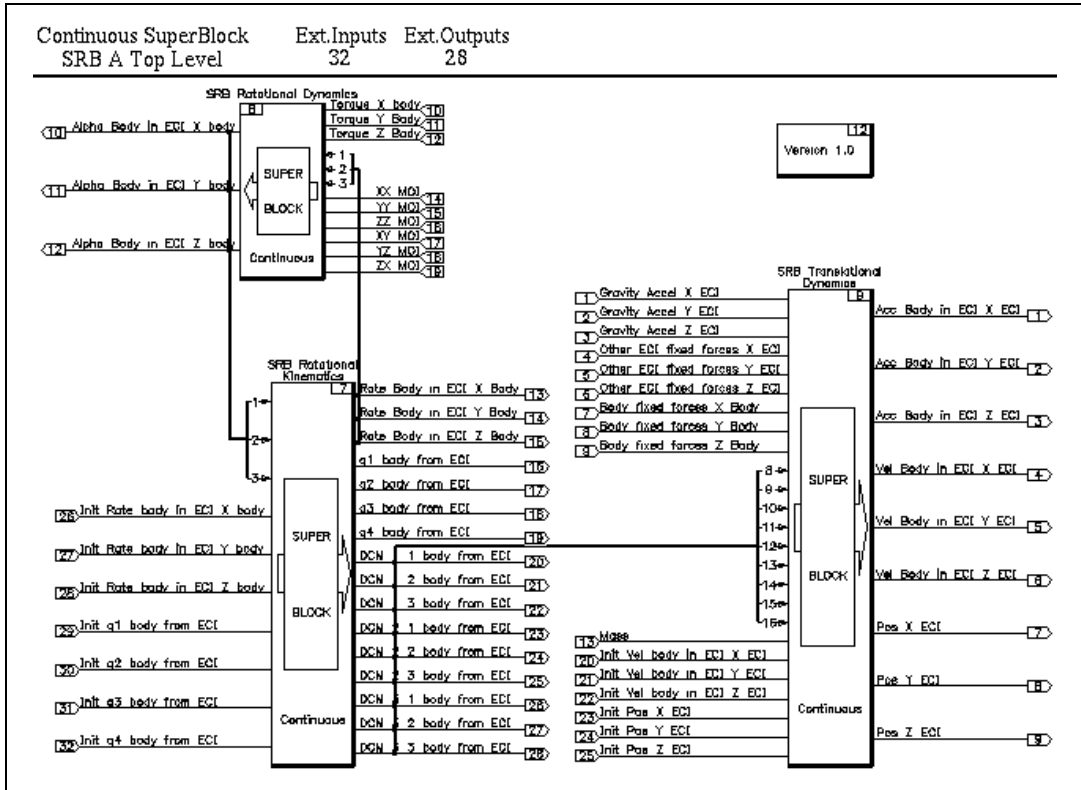 Continuous SuperBlock Ext.Inputs Ext.Outputs
SRB A Top Level 32 28
SRB Rotational Dynamics
8
10 Alpha Body in ECI X body
11 Alpha Body in ECI Y body
12 Alpha Body in ECI Z body
SUPER
BLOCK
Continuous
Torque X body 10
Torque Y Body 11
Torque Z Body 12
1
2
3
XX MOI 14
YY MOI 15
ZZ MOI 16
XY MOI 17
YZ MOI 18
ZX MOI 19
12
Version 1.0
SRB Rotational
Kinematics
7
1
2
3
26 Init Rate body in ECI X body
27 Init Rate body in ECI Y body
28 Init Rate body in ECI Z body
29 Init q1 body from ECI
30 Init q2 body from ECI
31 Init q3 body from ECI
32 Init q4 body from ECI
SUPER
BLOCK
Continuous
Rate Body in ECI X Body 13
Rate Body in ECI Y Body 14
Rate Body in ECI Z Body 15
q1 body from ECI 16
q2 body from ECI 17
q3 body from ECI 18
q4 body from ECI 19
DCM 1 body from ECI 20
DCM 2 body from ECI 21
DCM 3 body from ECI 22
DCM 1 body from ECI 23
DCM 2 body from ECI 24
DCM 3 body from ECI 25
DCM 1 body from ECI 26
DCM 2 body from ECI 27
DCM 3 body from ECI 28
SRB Translational
Dynamics
9
1 Gravity Accel X ECI
2 Gravity Accel Y ECI
3 Gravity Accel Z ECI
4 Other ECI fixed forces X ECI
5 Other ECI fixed forces Y ECI
6 Other ECI fixed forces Z ECI
7 Body fixed forces X Body
8 Body fixed forces Y Body
9 Body fixed forces Z Body
8
9
10
11
12
13
14
15
16
13 Mass
20 Init Vel body in ECI X ECI
21 Init Vel body in ECI Y ECI
22 Init Vel body in ECI Z ECI
23 Init Pos X ECI
24 Init Pos Y ECI
25 Init Pos Z ECI
SUPER
BLOCK
Continuous
Acc Body in ECI X ECI 1
Acc Body in ECI Y ECI 2
Acc Body in ECI Z ECI 3
Vel Body in ECI X ECI 4
Vel Body in ECI Y ECI 5
Vel Body in ECI Z ECI 6
Pos X ECI 7
Pos Y ECI 8
Pos Z ECI 9